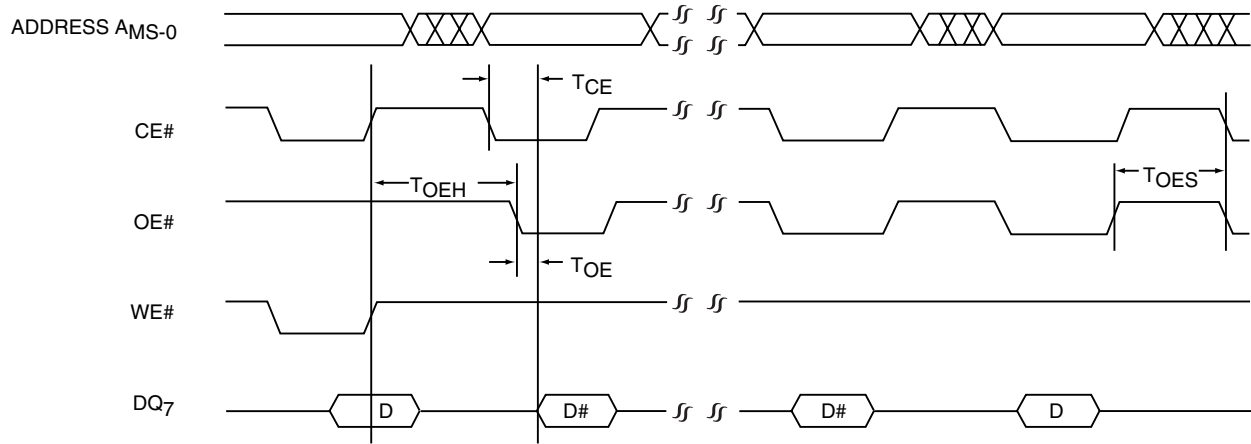 ADDRESS AMS-0
TCE
CE#
TOEH
TOES
OE#
TOE
WE#
DQ7
D
D#
D#
D